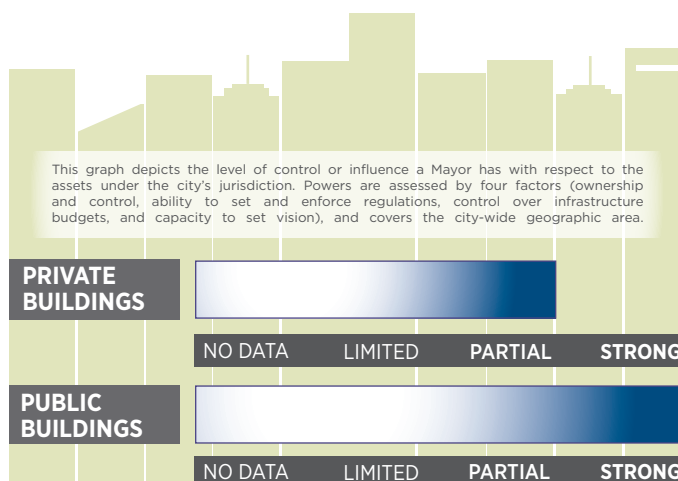 This graph depicts the level of control or influence a Mayor has with respect to the
assets under the city's jurisdiction. Powers are assessed by four factors (ownership
and control, ability to set and enforce regulations, control over infrastructure
budgets, and capacity to set vision), and covers the city-wide geographic area.
PRIVATE
BUILDINGS
NO DATA LIMITED PARTIAL STRONG
PUBLIC
BUILDINGS
NO DATA LIMITED PARTIAL STRONG